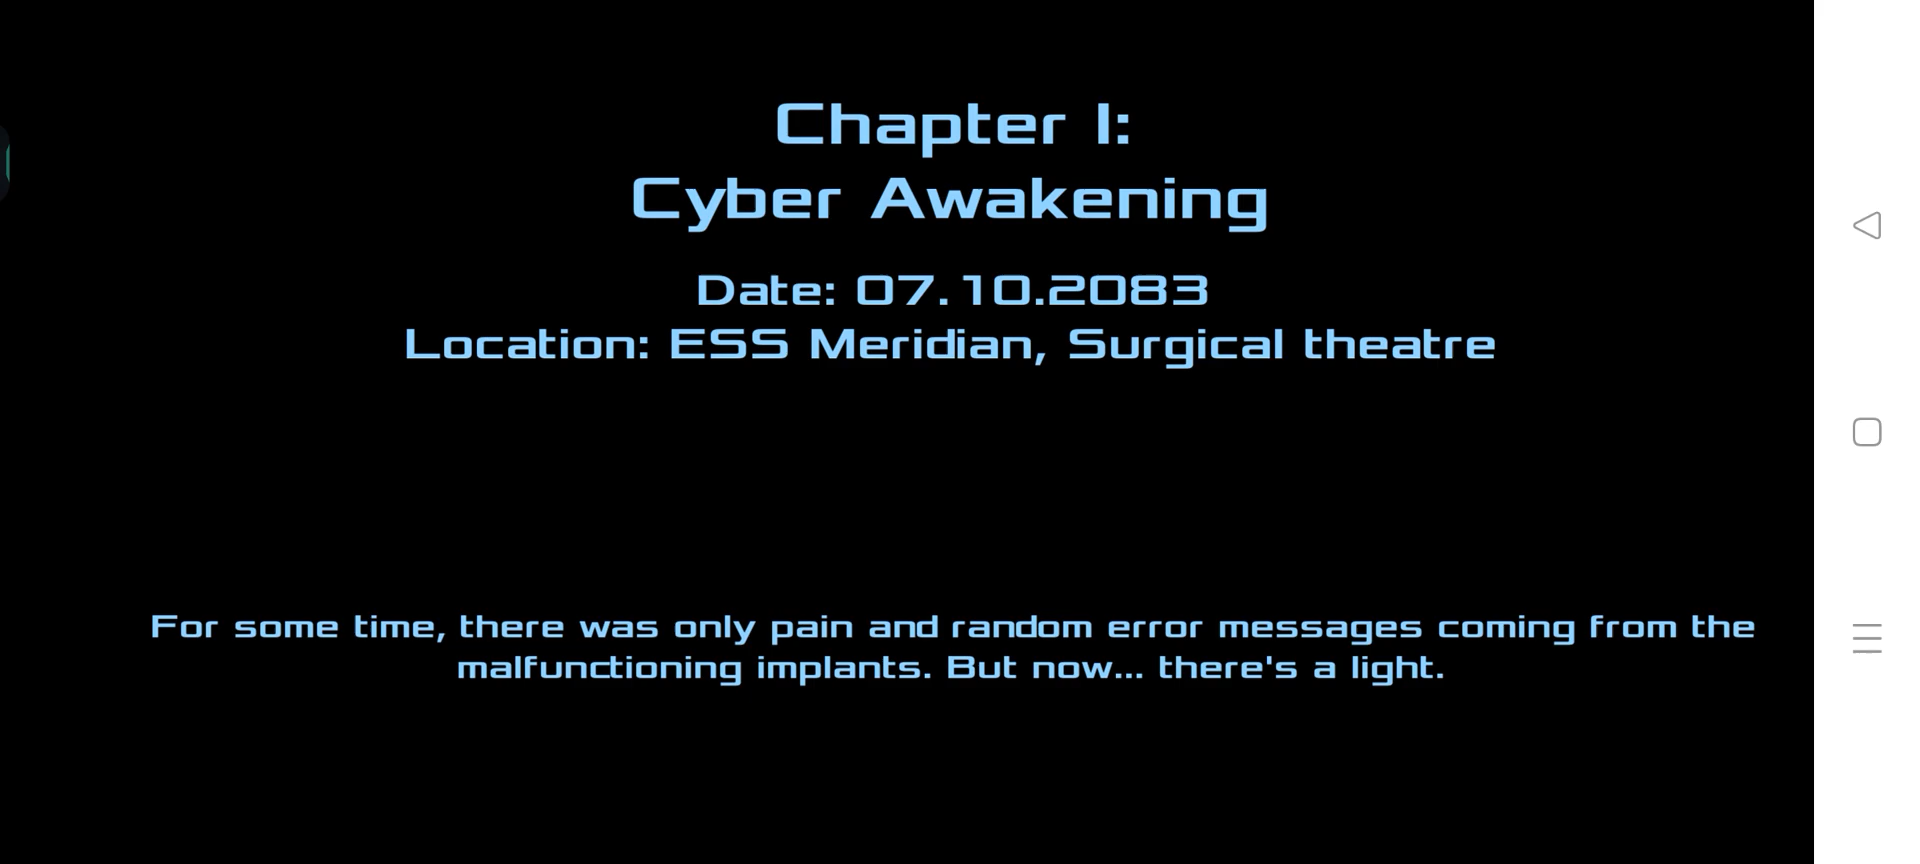 Chapter I:
Cyber Awakening
Date: 07.10.2083
Location: ESS Meridian, Surgical theatre
For some time, there was only pain and random error messages coming from the
malfunctioning implants. But now... there's a light.